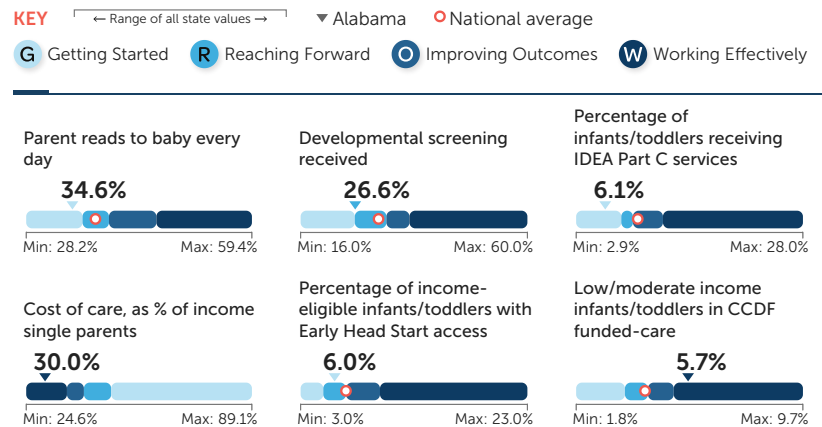 KEY
← Range of all state values →
Alabama
National average
G Getting Started
R Reaching Forward
O Improving Outcomes
W Working Effectively
Parent reads to baby every
day
34.6%
Min: 28.2%
Max: 59.4%
Developmental screening
received
26.6%
Min: 16.0%
Max: 60.0%
Percentage of
infants/toddlers receiving
IDEA Part C services
6.1%
Min: 2.9%
Max: 28.0%
Cost of care, as % of income
single parents
30.0%
Min: 24.6%
Max: 89.1%
Percentage of income-
eligible infants/toddlers with
Early Head Start access
6.0%
Min: 3.0%
Max: 23.0%
Low/moderate income
infants/toddlers in CCDF
funded-care
5.7%
Min: 1.8%
Max: 9.7%